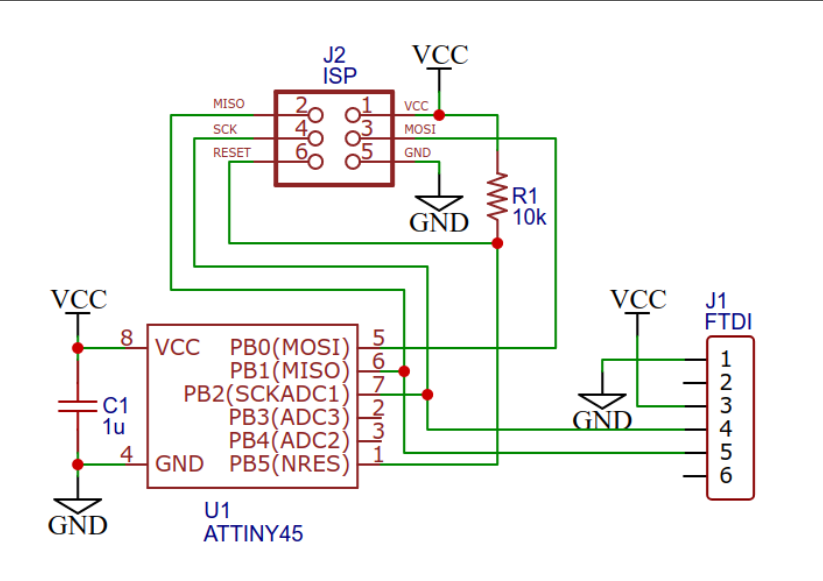 J2
ISP
VCC
MISO 2 1 VCC
SCK 4 3 MOSI
RESET 6 5 GND
R1
10k
GND
VCC
VCC
J1
FTDI
8 VCC PB0(MOSI) 5
PB1(MISO) 6
PB2(SCKADC1) 7
PB3(ADC3) 2
PB4(ADC2) 3
4 GND PB5(NRES) 1
C1
1u
GND
U1
ATTINY45
GND
1
2
3
4
5
6